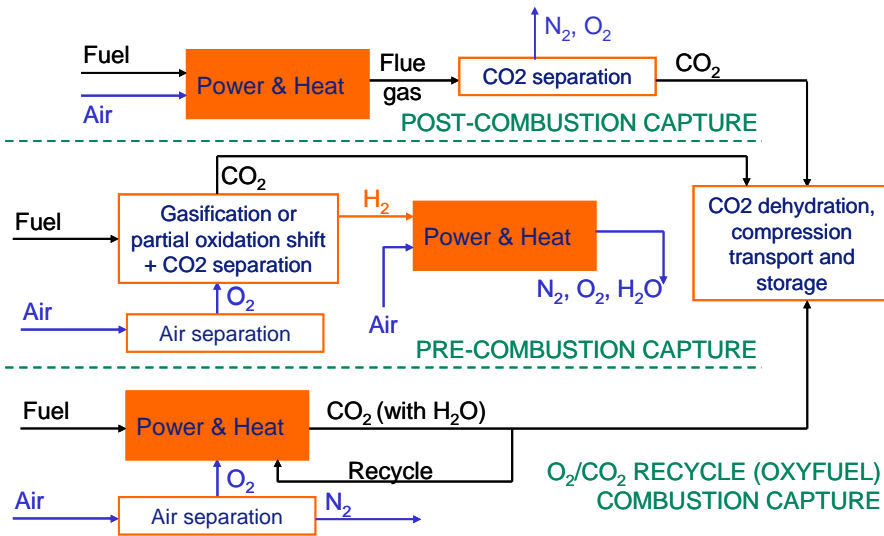 N₂, O₂
Fuel
Power & Heat
Flue
gas
CO2 separation
CO₂
Air
POST-COMBUSTION CAPTURE
CO₂
Fuel
Gasification or
partial oxidation shift
+ CO2 separation
H₂
Power & Heat
CO2 dehydration,
compression
transport and
storage
O₂
Air
Air separation
Air
N₂, O₂, H₂O
PRE-COMBUSTION CAPTURE
Fuel
Power & Heat
CO₂ (with H₂O)
Recycle
O₂
Air
Air separation
N₂
O₂/CO₂ RECYCLE (OXYFUEL)
COMBUSTION CAPTURE